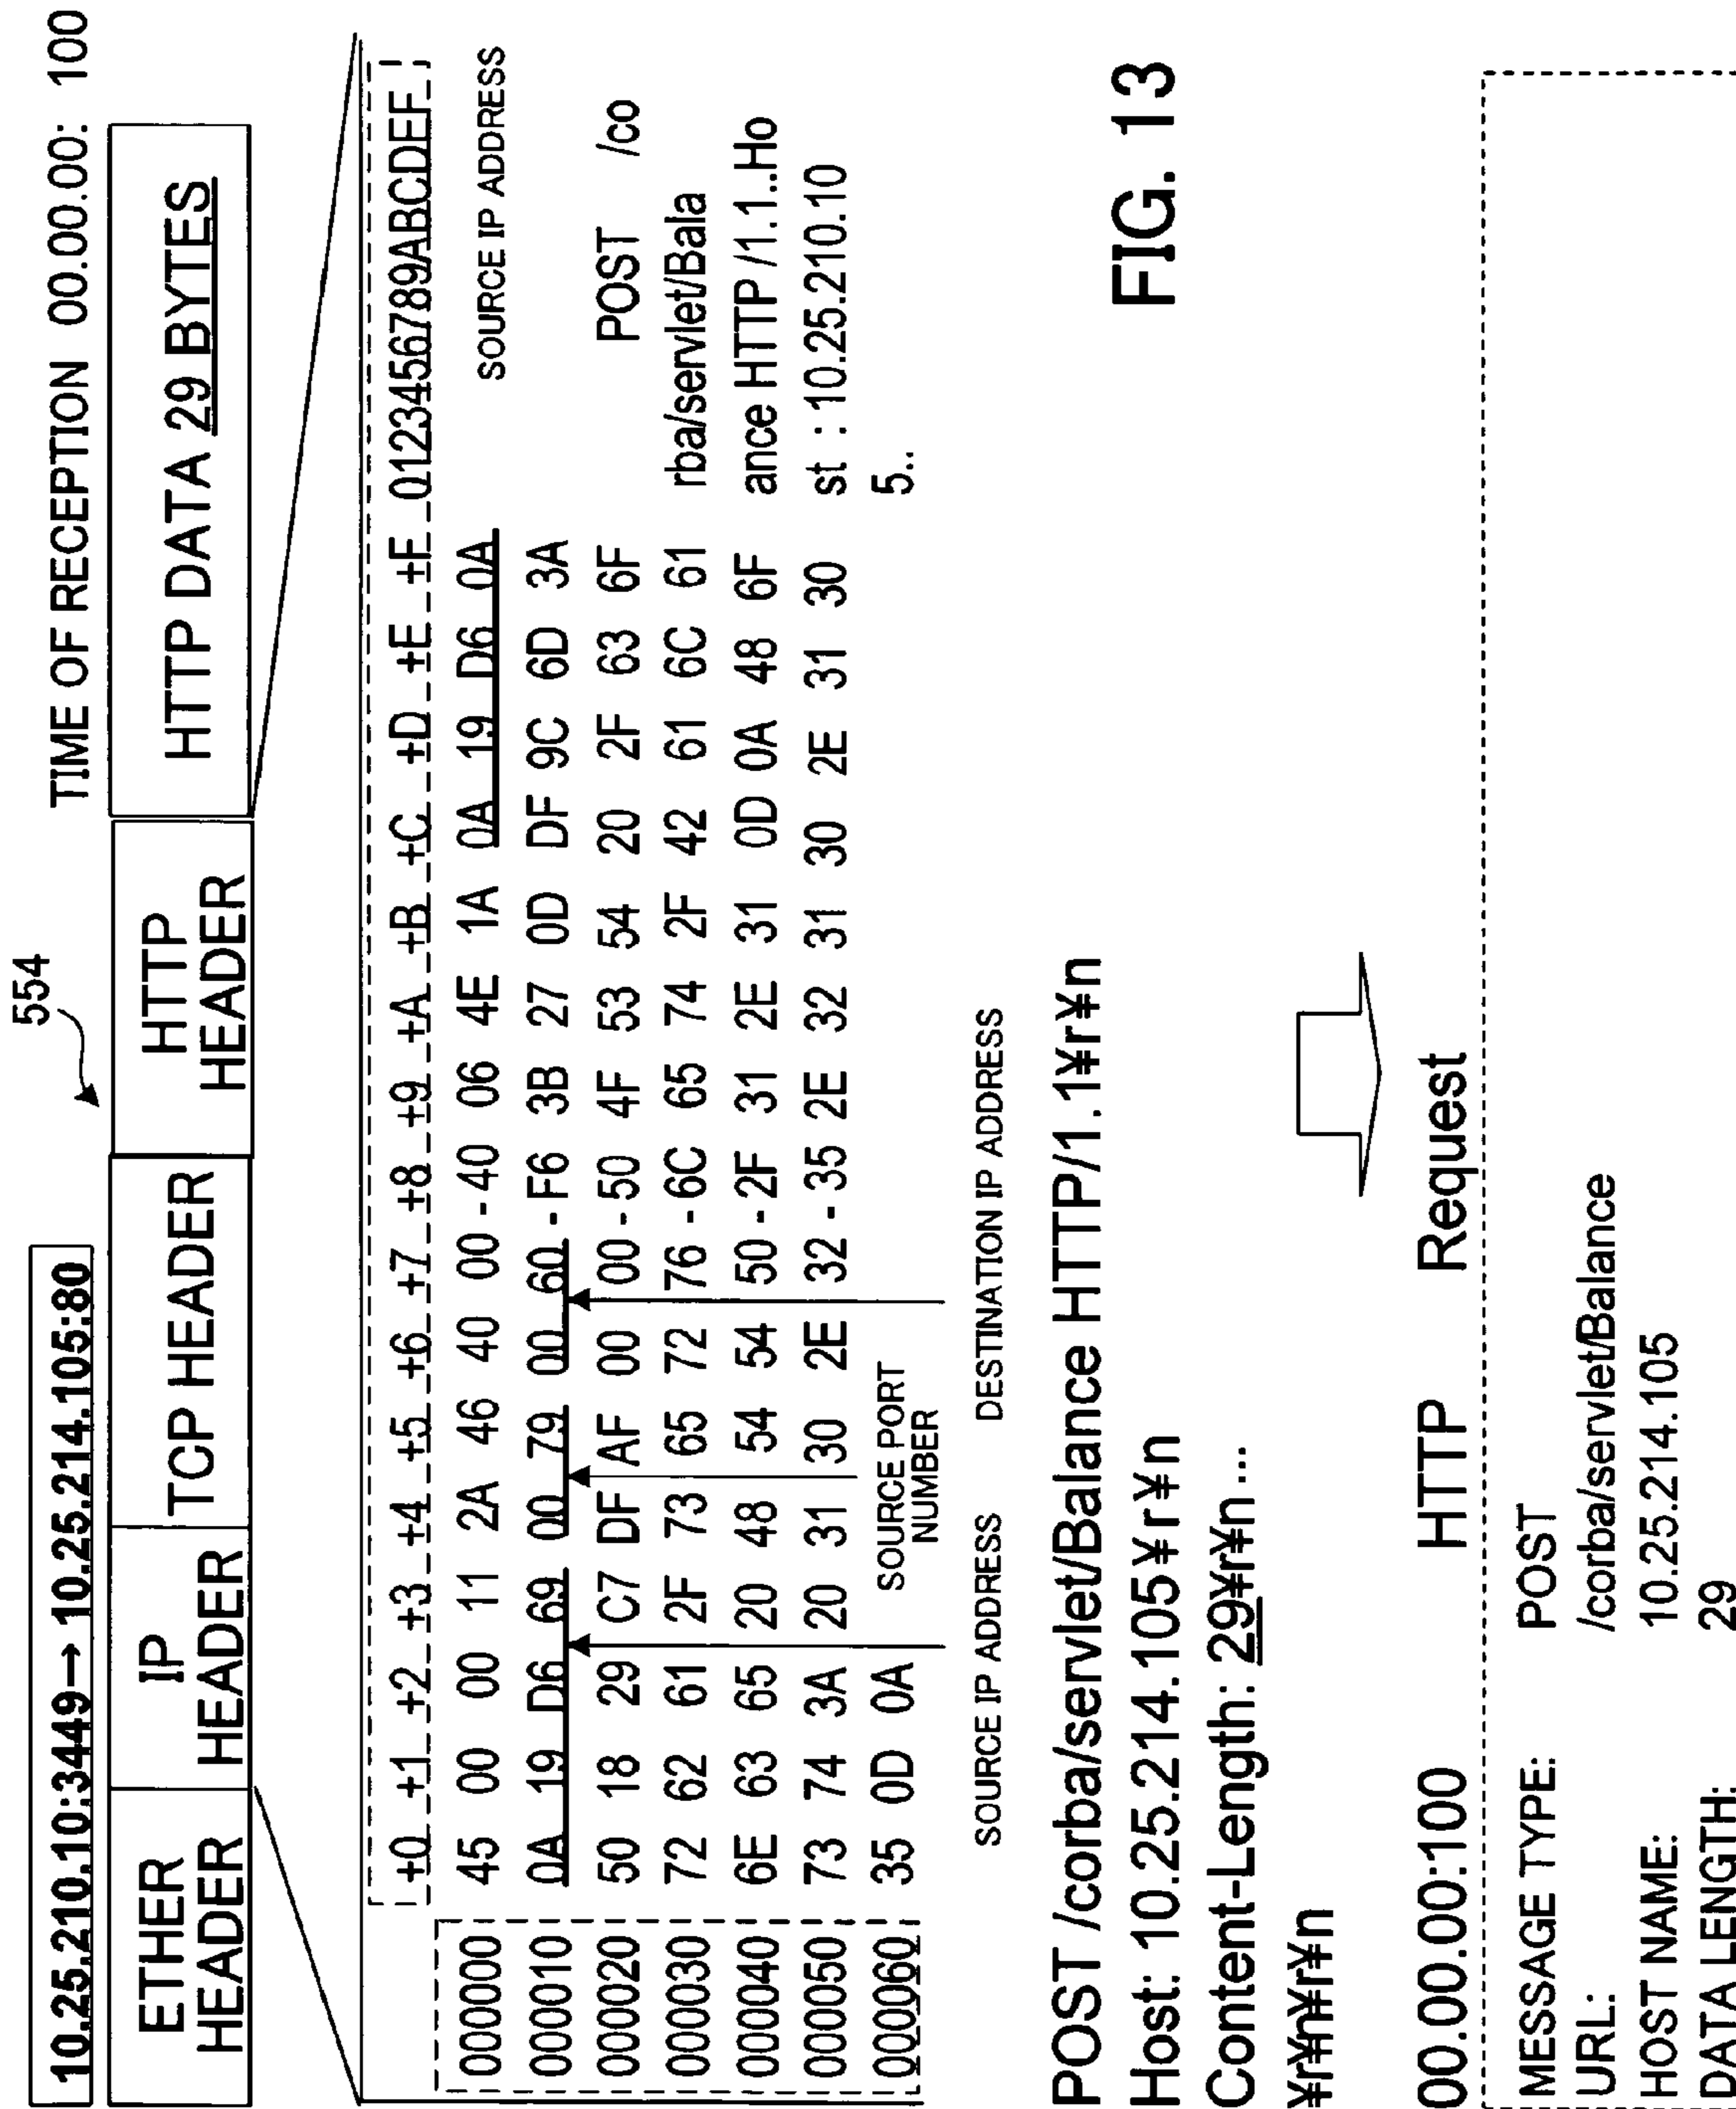 554
10.25.210.10:3449→ 10.25.214.105:80
TIME OF RECEPTION 00.00.00: 100
ETHER HEADER
IP HEADER
TCP HEADER
HTTP HEADER
HTTP DATA 29 BYTES
+0 +1 +2 +3 +4 +5 +6 +7 +8 +9 +A +B +C +D +E +F 0123456789ABCDEF
000000 45 00 00 11 2A 46 40 00 - 40 06 4E 1A 0A 19 D6 0A SOURCE IP ADDRESS
000010 0A 19 D6 69 00 79 00 60 - F6 3B 27 0D DF 9C 6D 3A
000020 50 18 29 C7 DF AF 00 00 - 50 4F 53 54 20 2F 63 6F POST /co
000030 72 62 61 2F 73 65 72 76 - 6C 65 74 2F 42 61 6C 61 rba/servlet/Bala
000040 6E 63 65 20 48 54 54 50 - 2F 31 2E 31 0D 0A 48 6F ance HTTP /1.1..Ho
000050 73 74 3A 20 31 30 2E 32 - 35 2E 32 31 30 2E 31 30 st : 10.25.210.10
000060 35 0D 0A 5..
SOURCE PORT
NUMBER
SOURCE IP ADDRESS DESTINATION IP ADDRESS
POST /corba/servlet/Balance HTTP/1.1¥r¥n
Host: 10.25.214.105¥r¥n
Content-Length: 29¥r¥n ...
¥r¥n¥r¥n
FIG. 13
00.00.00:100 HTTP Request
MESSAGE TYPE: POST
URL: /corba/servlet/Balance
HOST NAME: 10.25.214.105
DATA LENGTH: 29